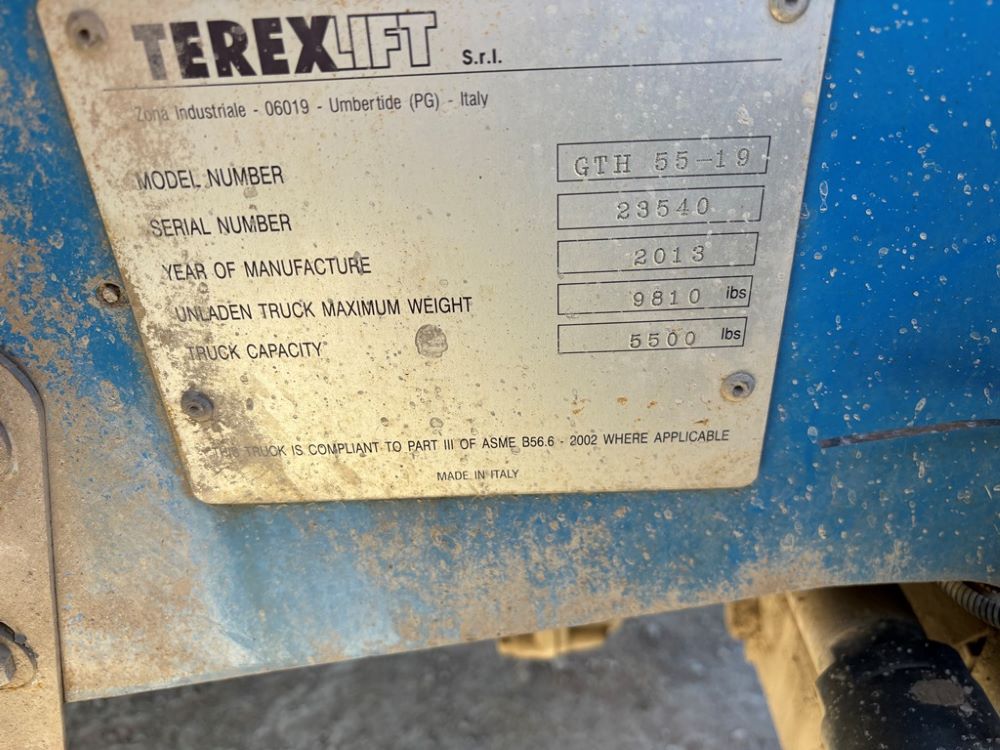 TEREXLIFT S.r.l.
Zona Industriale - 06019 - Umbertide (PG) - Italy
MODEL NUMBER GTH 55-19
SERIAL NUMBER 23540
YEAR OF MANUFACTURE 2013
UNLADEN TRUCK MAXIMUM WEIGHT 9810 lbs
TRUCK CAPACITY 5500 lbs
THIS TRUCK IS COMPLIANT TO PART III OF ASME B56.6 - 2002 WHERE APPLICABLE
MADE IN ITALY